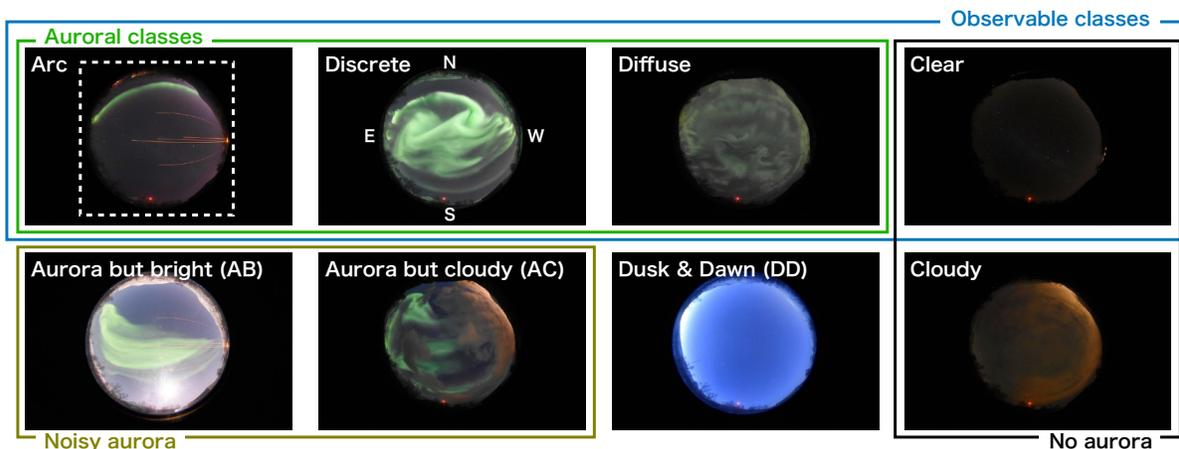 Observable classes
Auroral classes
Arc
Discrete
N
E
W
S
Diffuse
Clear
Aurora but bright (AB)
Aurora but cloudy (AC)
Dusk & Dawn (DD)
Cloudy
Noisy aurora
No aurora